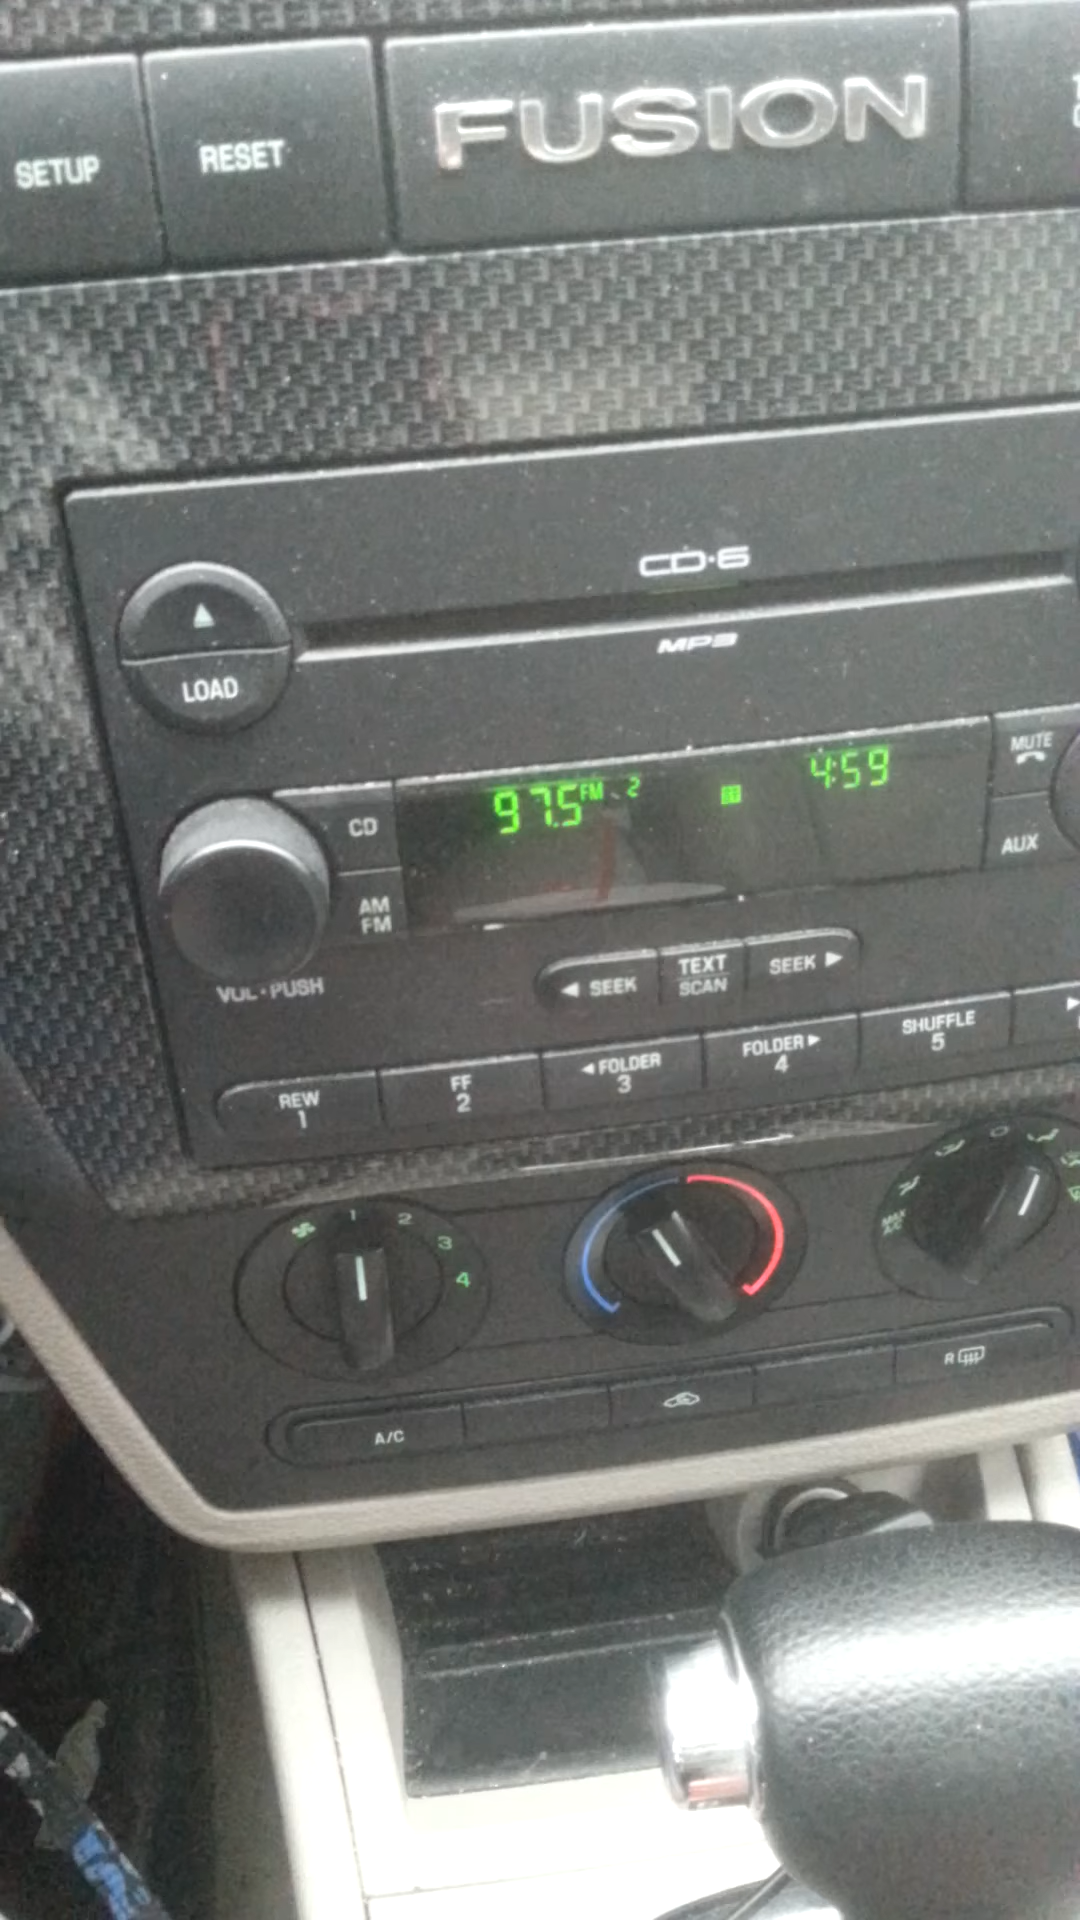 SETUP
RESET
FUSION
CD·6
MP3
LOAD
97.5 FM 2
4:59
MUTE
CD
AUX
AM
FM
VOL · PUSH
◄ SEEK
TEXT
SCAN
SEEK ►
REW
1
FF
2
◄ FOLDER
3
FOLDER ►
4
SHUFFLE
5
1
2
3
4
MAX
A/C
A/C
R